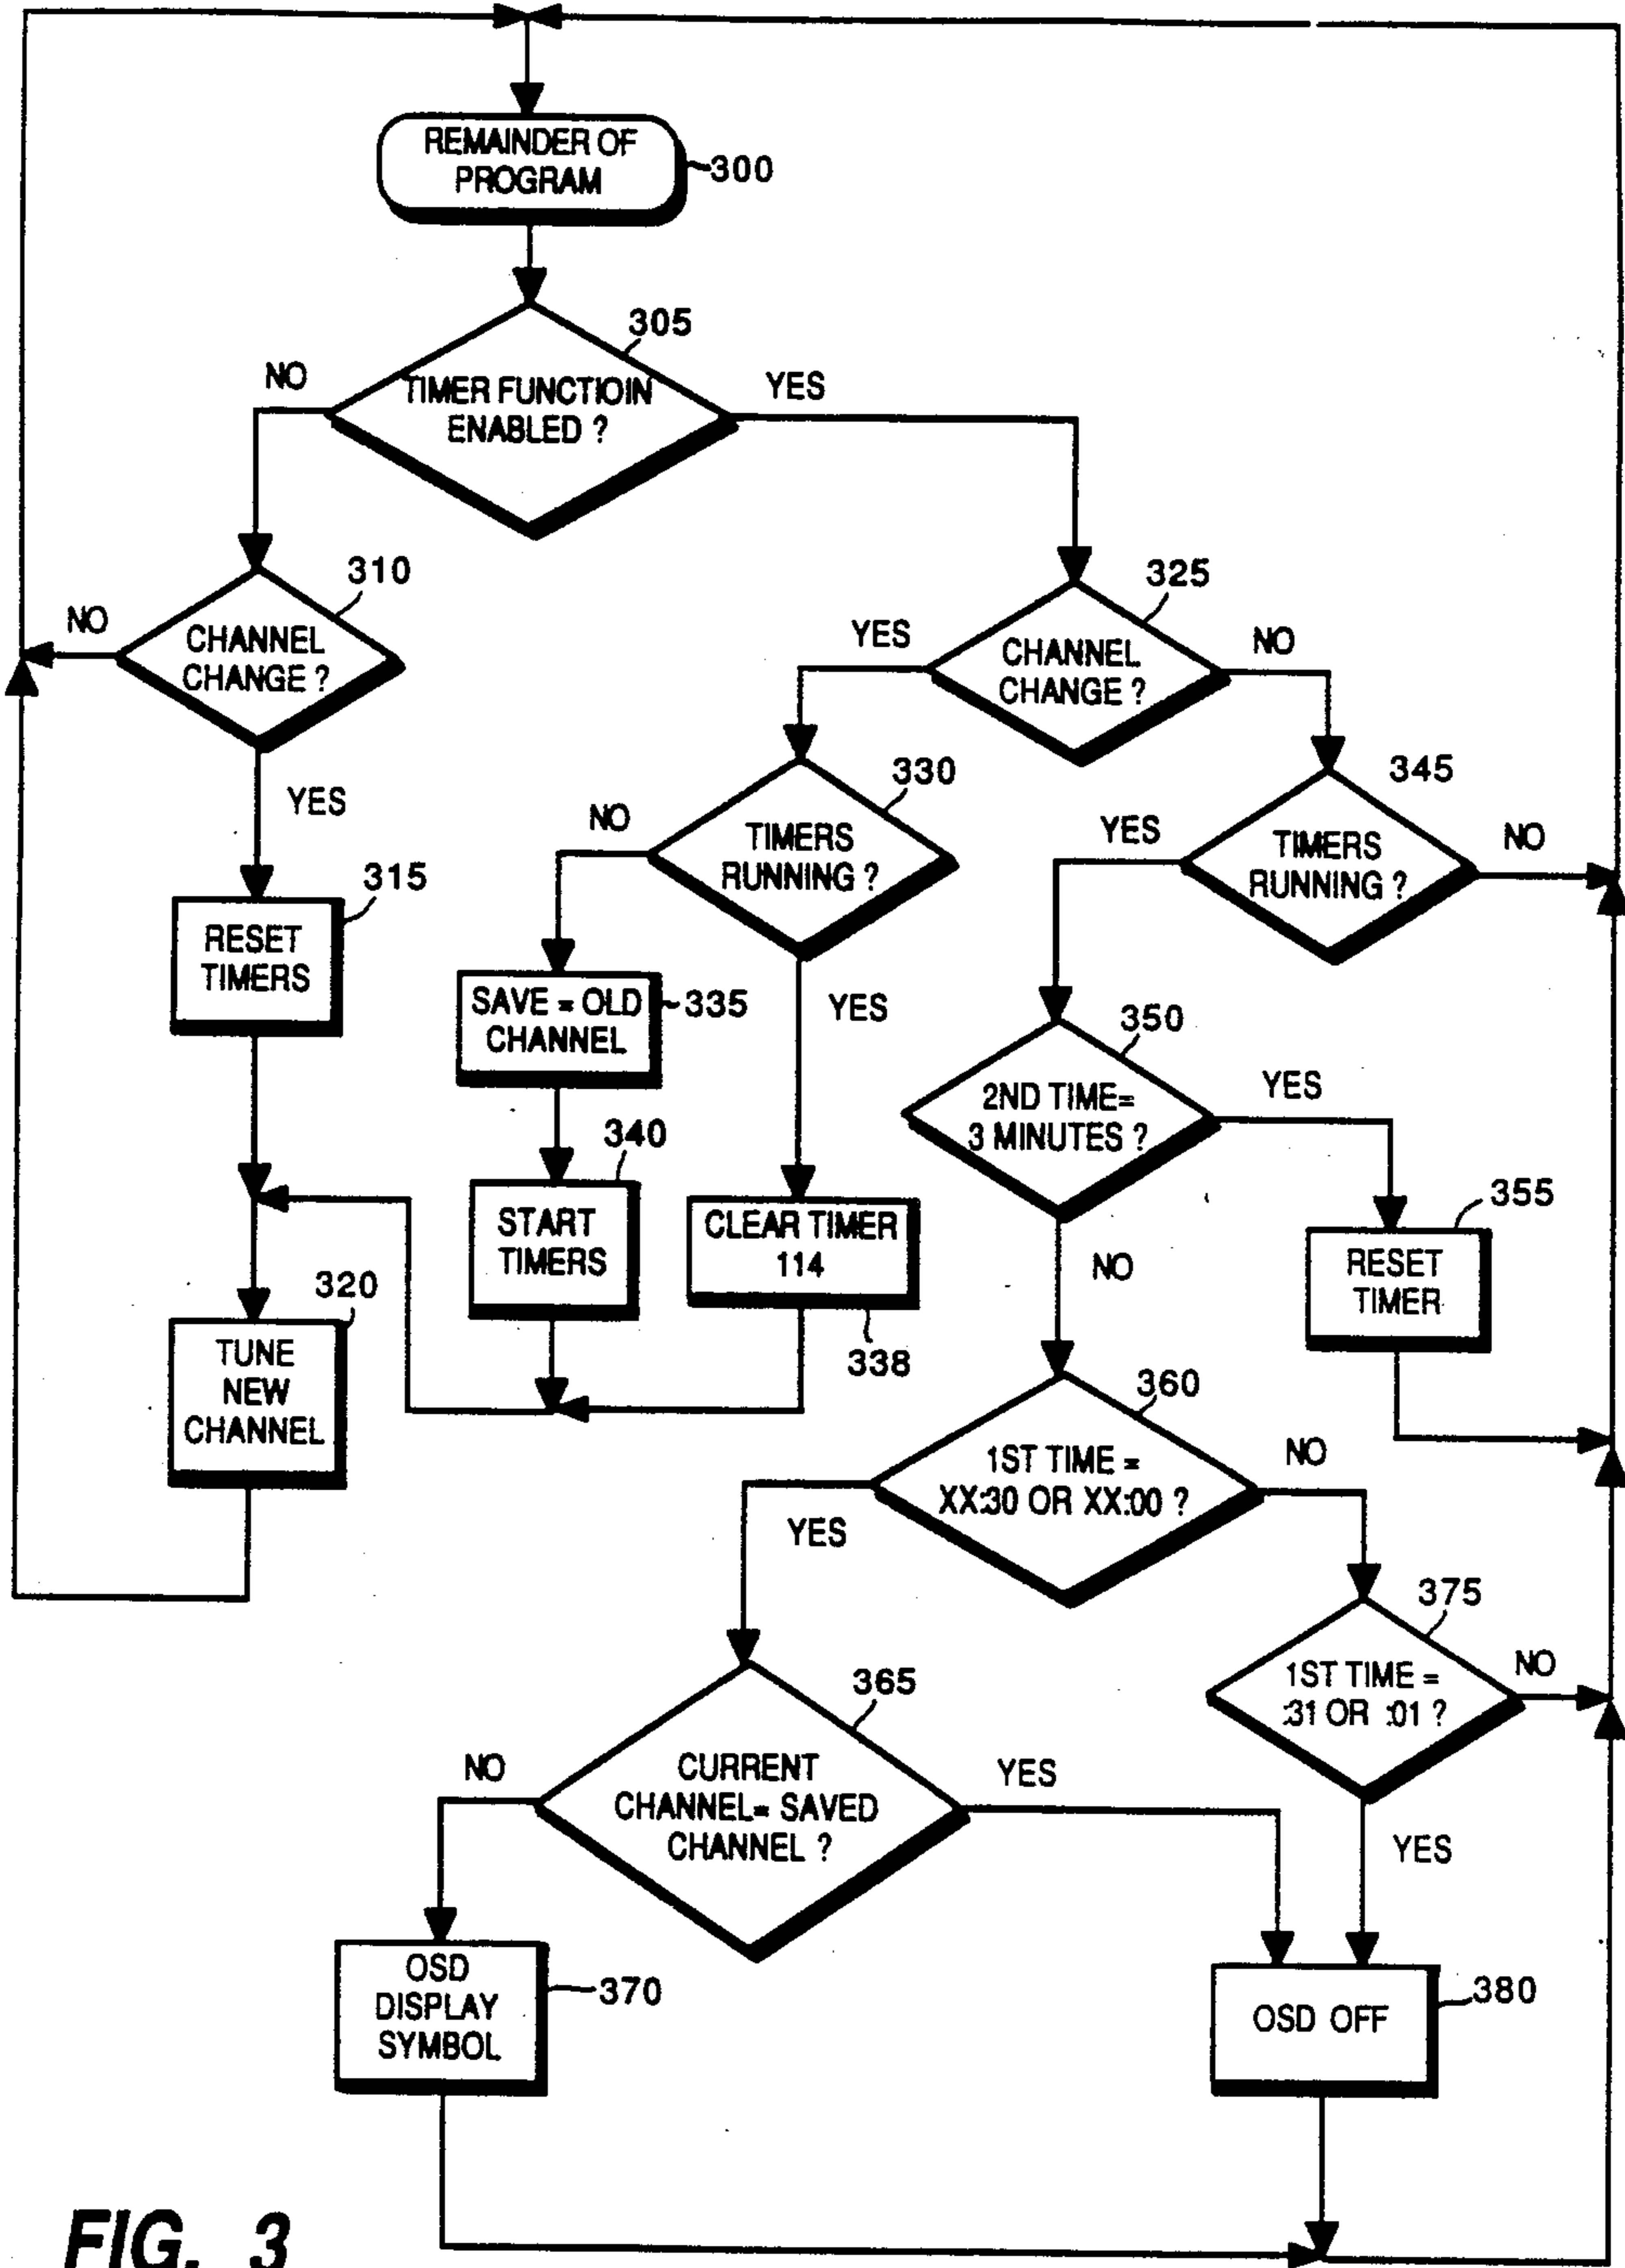 REMAINDER OF
PROGRAM
300
305
TIMER FUNCTIOIN
ENABLED ?
NO
YES
310
CHANNEL
CHANGE ?
NO
YES
325
CHANNEL
CHANGE ?
YES
NO
330
TIMERS
RUNNING ?
NO
YES
345
TIMERS
RUNNING ?
YES
NO
315
RESET
TIMERS
SAVE = OLD
CHANNEL
335
350
2ND TIME=
3 MINUTES ?
YES
NO
340
START
TIMERS
CLEAR TIMER
114
338
355
RESET
TIMER
320
TUNE
NEW
CHANNEL
360
1ST TIME =
XX:30 OR XX:00 ?
YES
NO
375
1ST TIME =
:31 OR :01 ?
NO
YES
365
CURRENT
CHANNEL= SAVED
CHANNEL ?
NO
YES
OSD
DISPLAY
SYMBOL
370
OSD OFF
380
FIG. 3